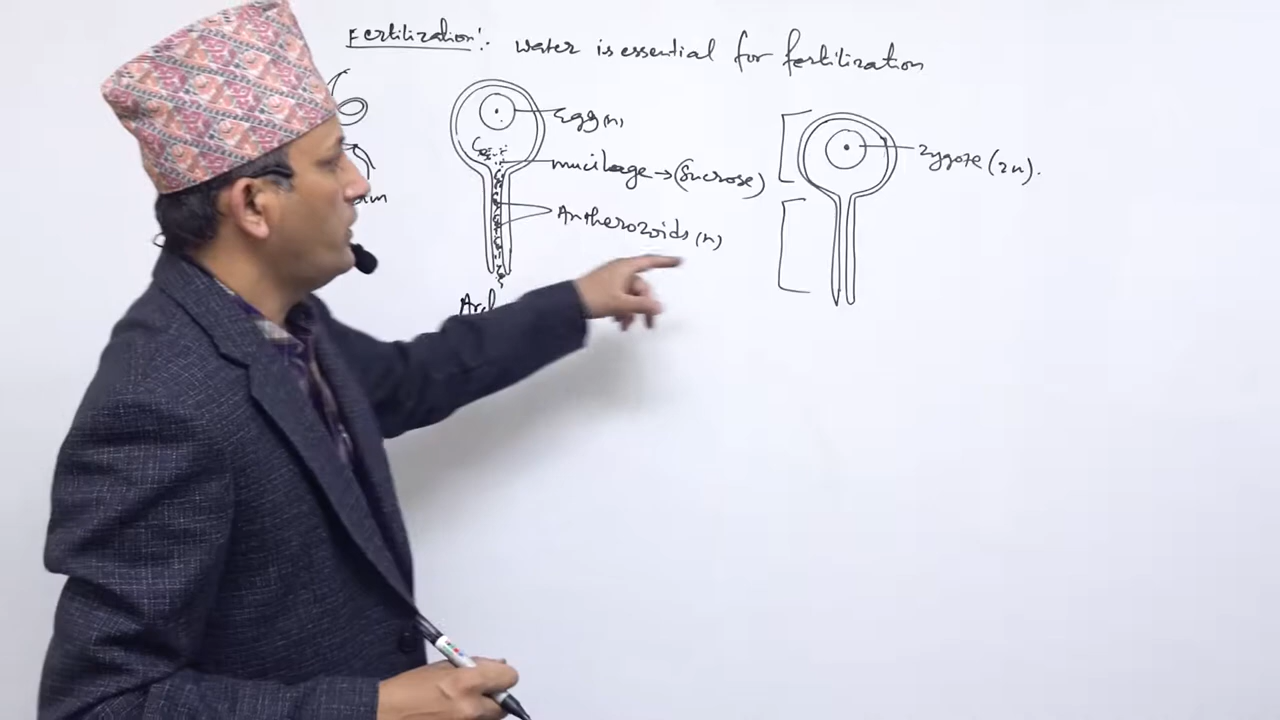 Fertilization:- water is essential for fertilization
Egg (n)
mucilage → (Sucrose)
Antherozoids (n)
Zygote (2n).